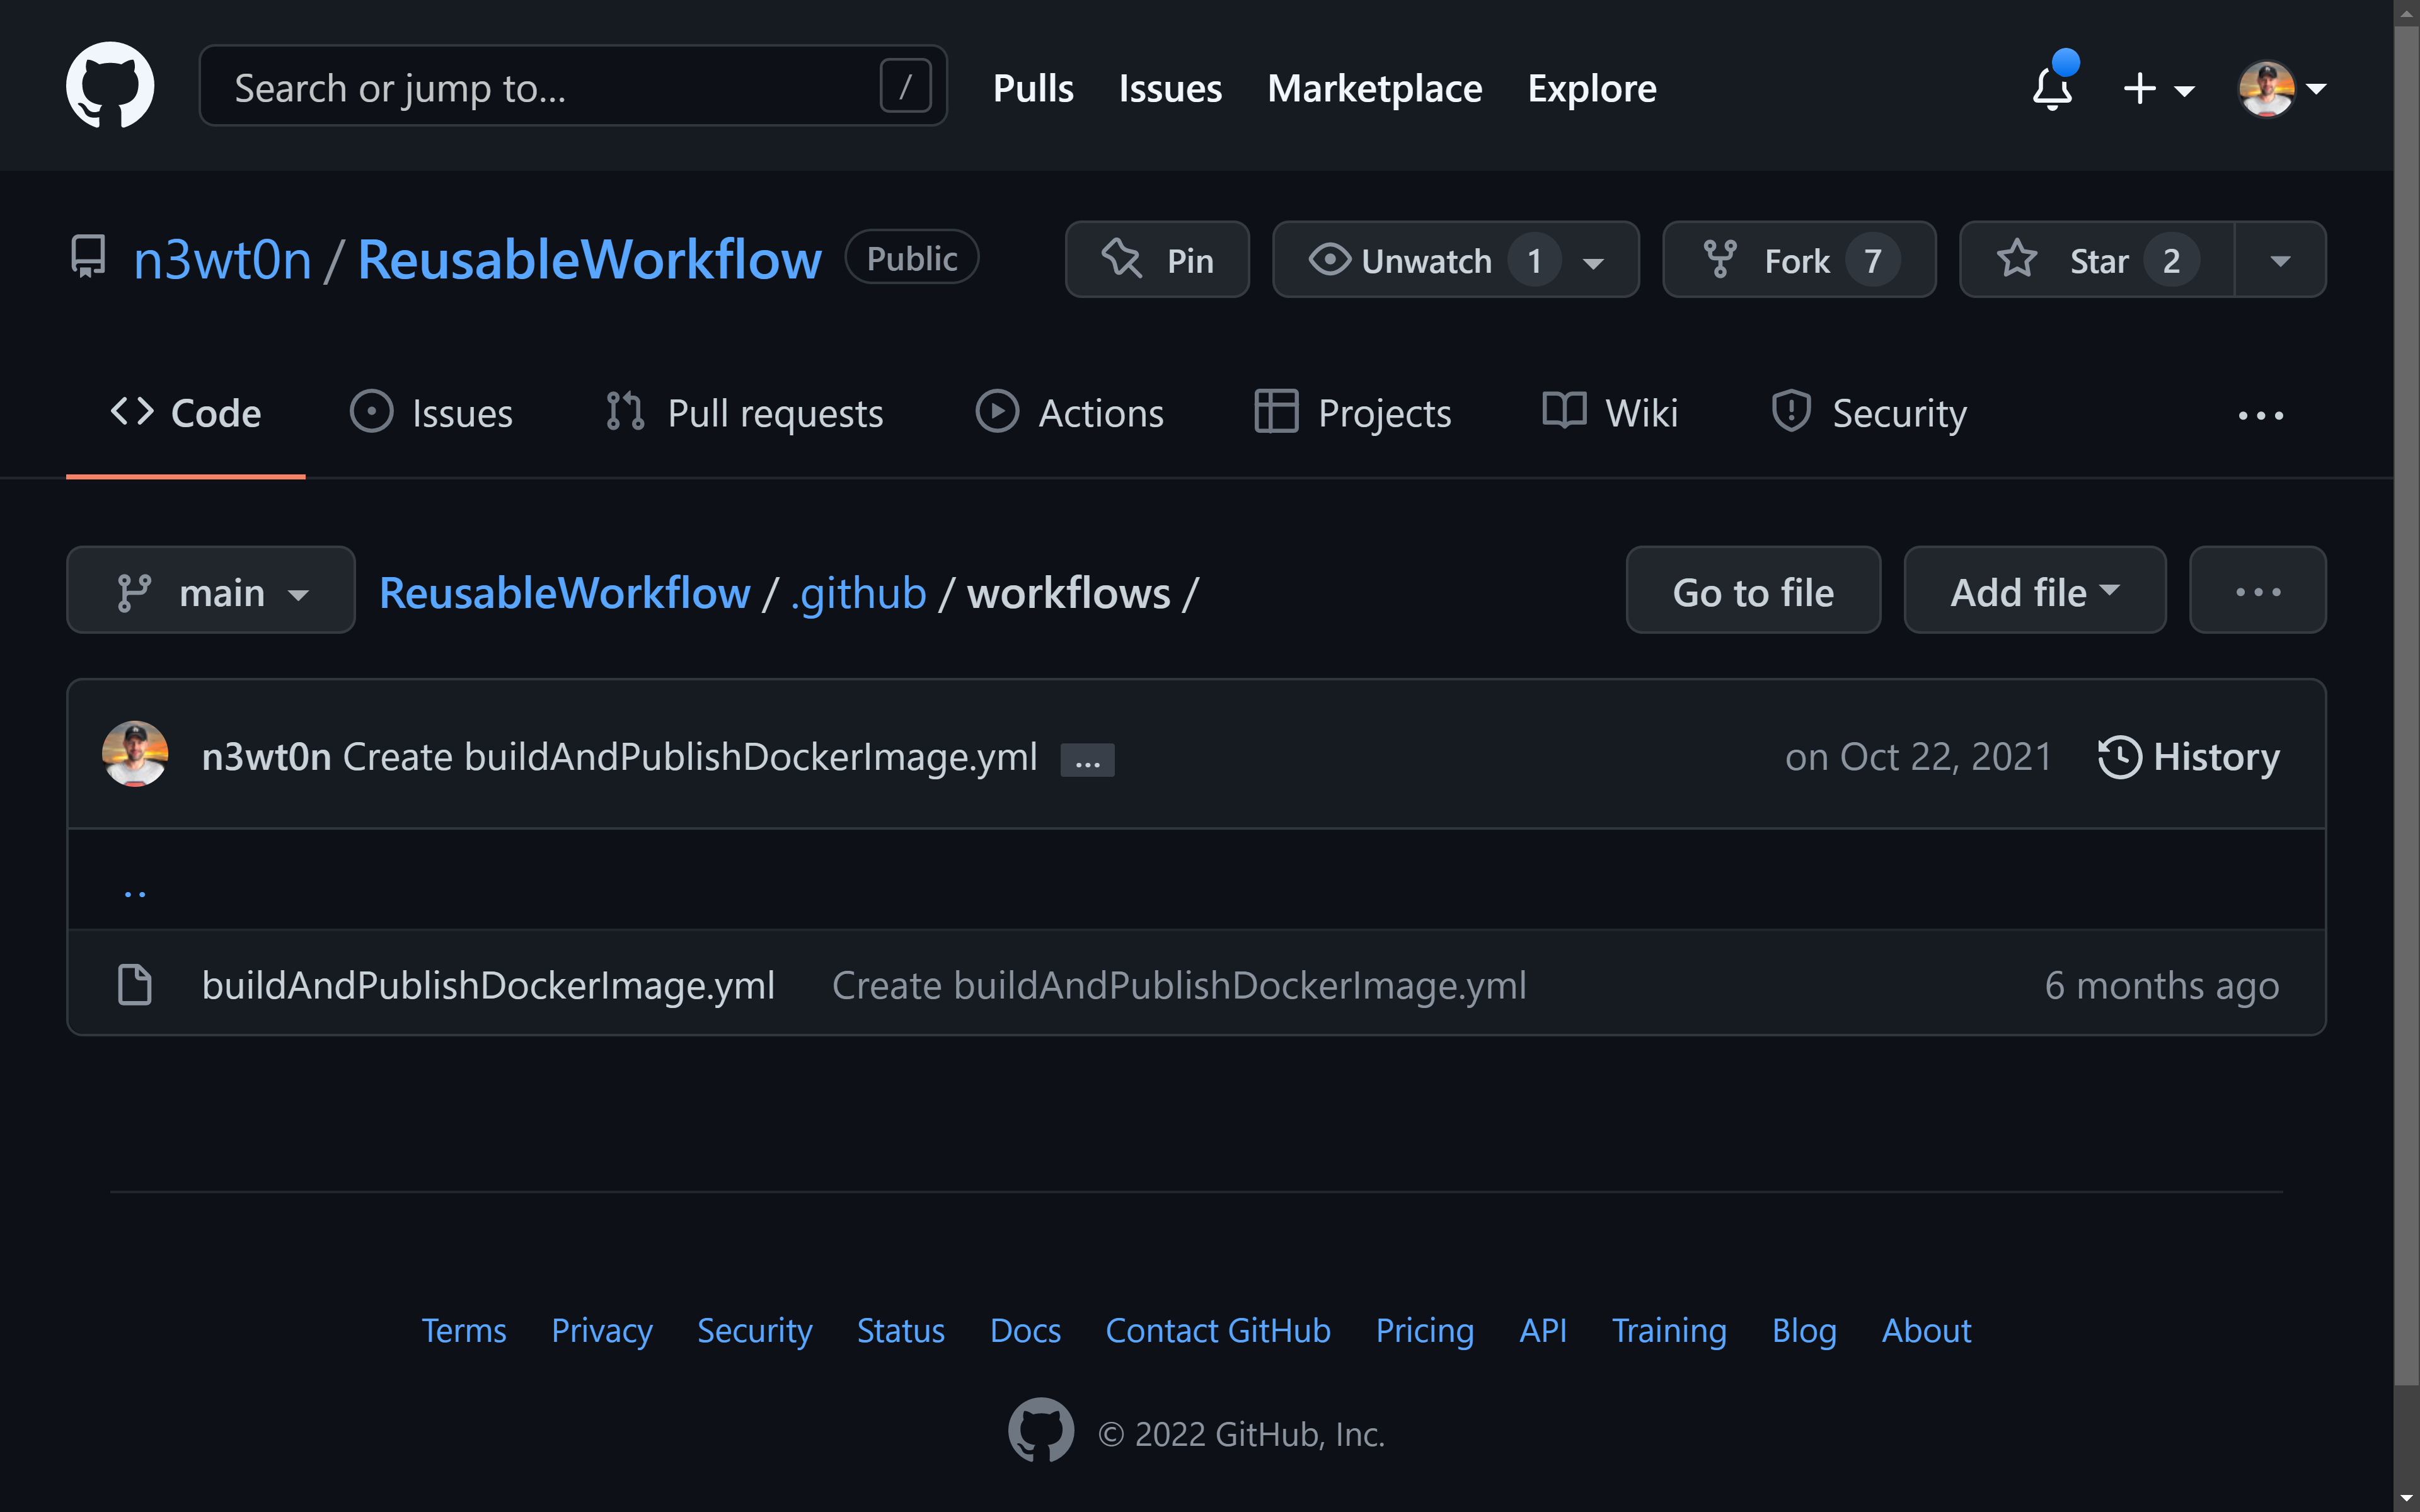 Search or jump to... / Pulls Issues Marketplace Explore
n3wt0n / ReusableWorkflow Public Pin Unwatch 1 Fork 7 Star 2
Code Issues Pull requests Actions Projects Wiki Security ...
main ReusableWorkflow / .github / workflows / Go to file Add file ...
n3wt0n Create buildAndPublishDockerImage.yml ... on Oct 22, 2021 History
..
buildAndPublishDockerImage.yml Create buildAndPublishDockerImage.yml 6 months ago
Terms Privacy Security Status Docs Contact GitHub Pricing API Training Blog About
© 2022 GitHub, Inc.